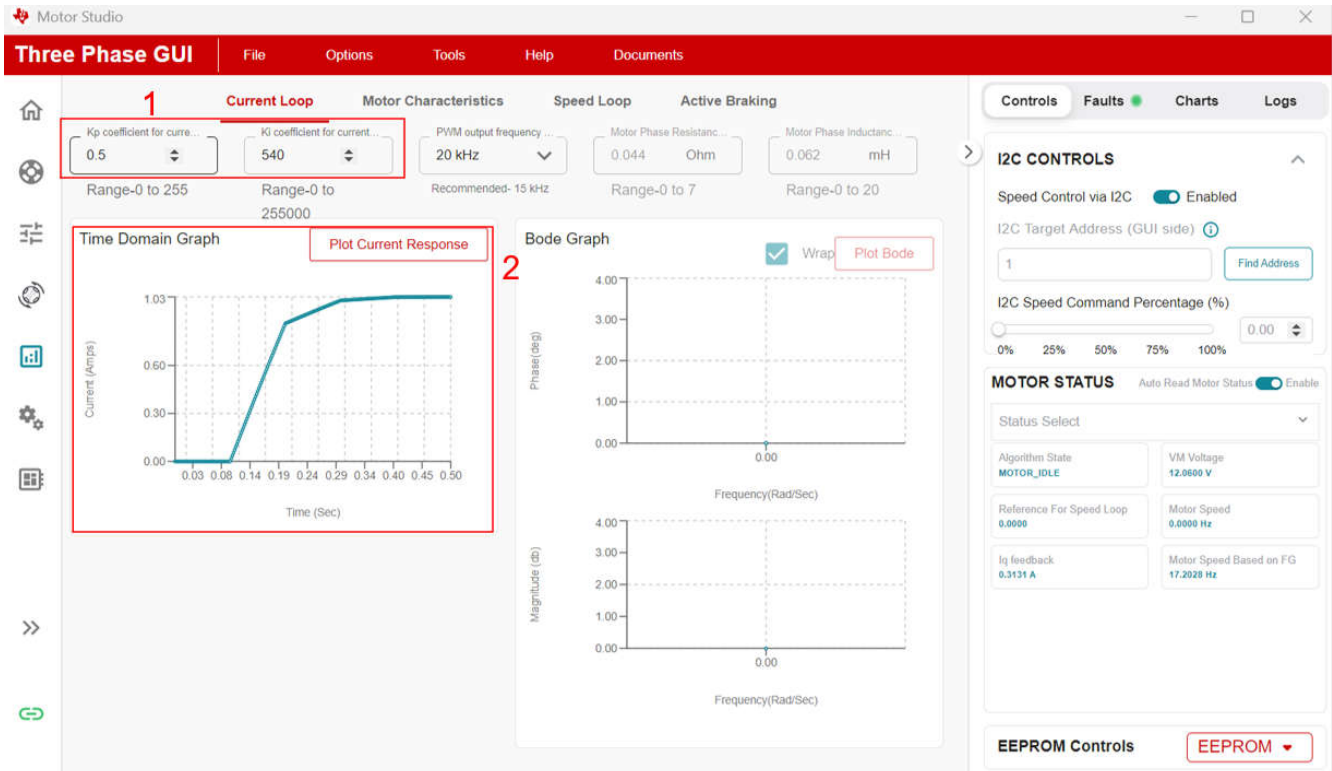 Motor Studio
Three Phase GUI File Options Tools Help Documents
1
Current Loop Motor Characteristics Speed Loop Active Braking
Kp coefficient for curre...
0.5
Range-0 to 255
Ki coefficient for current...
540
Range-0 to
255000
PWM output frequency ...
20 kHz
Recommended- 15 kHz
Motor Phase Resistanc...
0.044 Ohm
Range-0 to 7
Motor Phase Inductanc...
0.062 mH
Range-0 to 20
Time Domain Graph
Plot Current Response
2
Current (Amps)
1.03
0.60
0.30
0.00
0.03 0.08 0.14 0.19 0.24 0.29 0.34 0.40 0.45 0.50
Time (Sec)
Bode Graph
Wrap
Plot Bode
Phase(deg)
4.00
3.00
2.00
1.00
0.00
0.00
Frequency(Rad/Sec)
Magnitude (db)
4.00
3.00
2.00
1.00
0.00
0.00
Frequency(Rad/Sec)
Controls Faults Charts Logs
I2C CONTROLS
Speed Control via I2C Enabled
I2C Target Address (GUI side)
1
Find Address
I2C Speed Command Percentage (%)
0.00
0% 25% 50% 75% 100%
MOTOR STATUS Auto Read Motor Status Enable
Status Select
Algorithm State
MOTOR_IDLE
VM Voltage
12.0600 V
Reference For Speed Loop
0.0000
Motor Speed
0.0000 Hz
Iq feedback
0.3131 A
Motor Speed Based on FG
17.2028 Hz
EEPROM Controls EEPROM